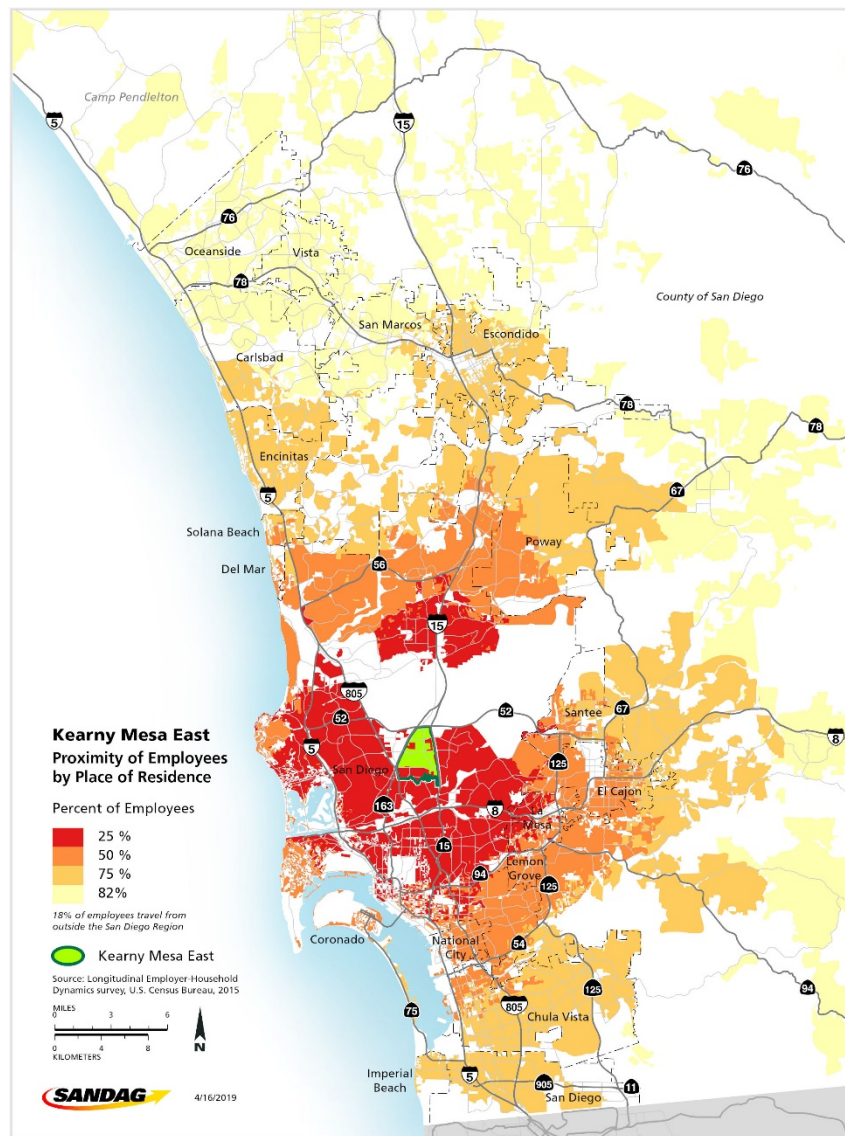 Camp Pendlelton
5
15
76
76
Oceanside
Vista
78
County of San Diego
San Marcos
Escondido
Carlsbad
78
78
Encinitas
67
5
Solana Beach
Poway
Del Mar
56
15
805
52
52
Santee
67
5
8
125
San Diego
El Cajon
163
8
La
Mesa
15
94
Lemon
Grove
125
Coronado
National
City
54
125
94
75
805
Chula Vista
Imperial
Beach
5
905
San Diego
11
Kearny Mesa East
Proximity of Employees
by Place of Residence
Percent of Employees
25 %
50 %
75 %
82%
18% of employees travel from
outside the San Diego Region
Kearny Mesa East
Source: Longitudinal Employer-Household
Dynamics survey, U.S. Census Bureau, 2015
MILES
0 3 6
0 4 8
KILOMETERS
N
SANDAG
4/16/2019